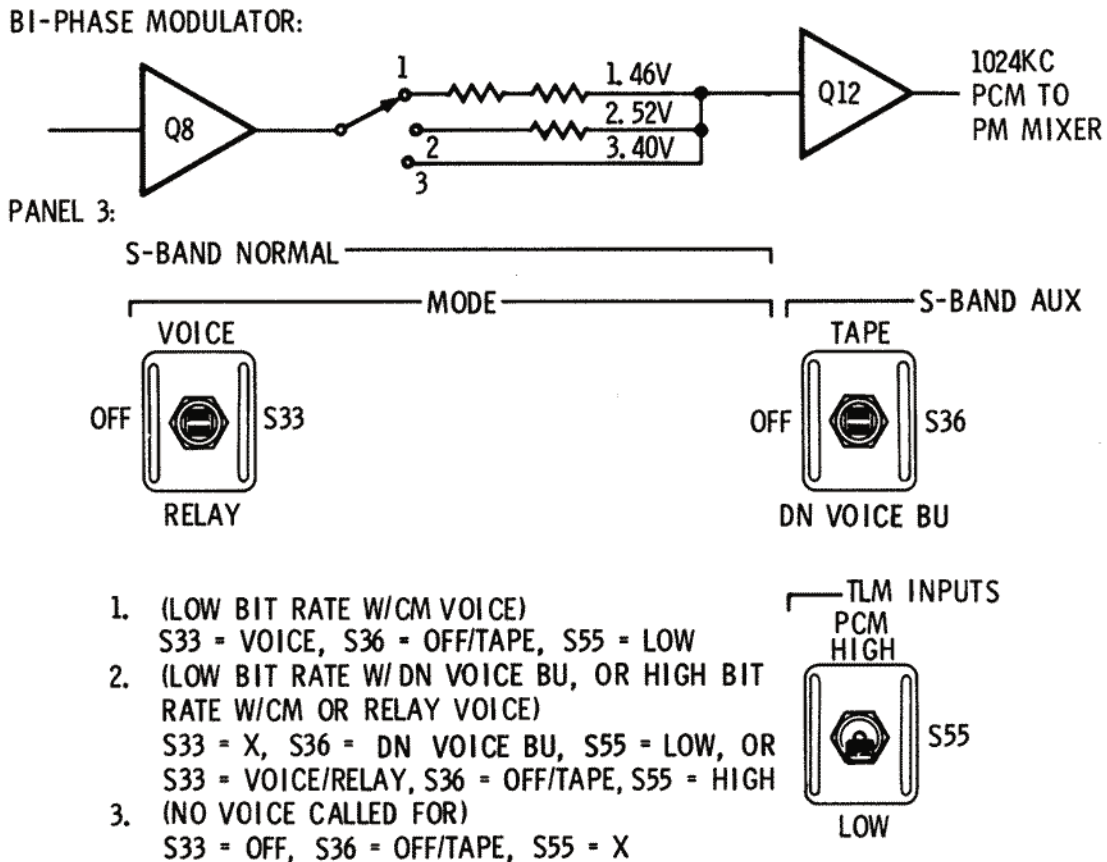 BI-PHASE MODULATOR:
Q8
1
2
3
1. 46V
2. 52V
3. 40V
Q12
1024KC
PCM TO
PM MIXER
PANEL 3:
S-BAND NORMAL
MODE
S-BAND AUX
VOICE
OFF
S33
RELAY
TAPE
OFF
S36
DN VOICE BU
1. (LOW BIT RATE W/CM VOICE)
S33 = VOICE, S36 = OFF/TAPE, S55 = LOW
2. (LOW BIT RATE W/DN VOICE BU, OR HIGH BIT
RATE W/CM OR RELAY VOICE)
S33 = X, S36 = DN VOICE BU, S55 = LOW, OR
S33 = VOICE/RELAY, S36 = OFF/TAPE, S55 = HIGH
3. (NO VOICE CALLED FOR)
S33 = OFF, S36 = OFF/TAPE, S55 = X
TLM INPUTS
PCM
HIGH
S55
LOW